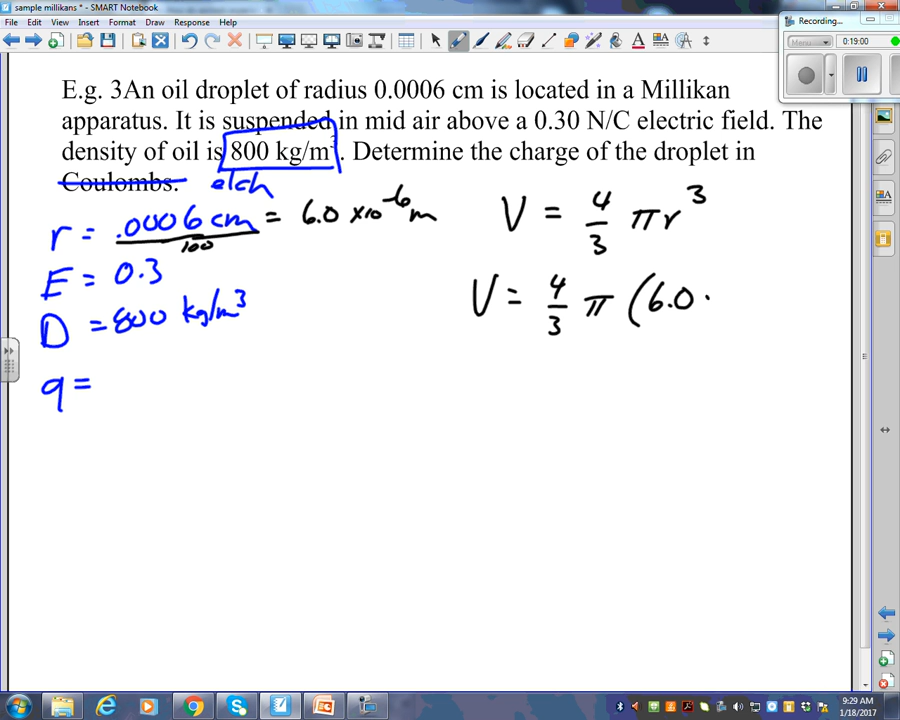 sample millikans * - SMART Notebook
File Edit View Insert Format Draw Response Help
Recording...
Menu
0:19:00
E.g. 3An oil droplet of radius 0.0006 cm is located in a Millikan
apparatus. It is suspended in mid air above a 0.30 N/C electric field. The
density of oil is 800 kg/m³. Determine the charge of the droplet in
Coulombs.
elch
r = .0006 cm / 100 = 6.0 x10⁻⁶ m
V = 4/3 πr³
E = 0.3
V = 4/3 π (6.0 ·
D = 800 kg/m³
q =
9:29 AM
1/18/2017